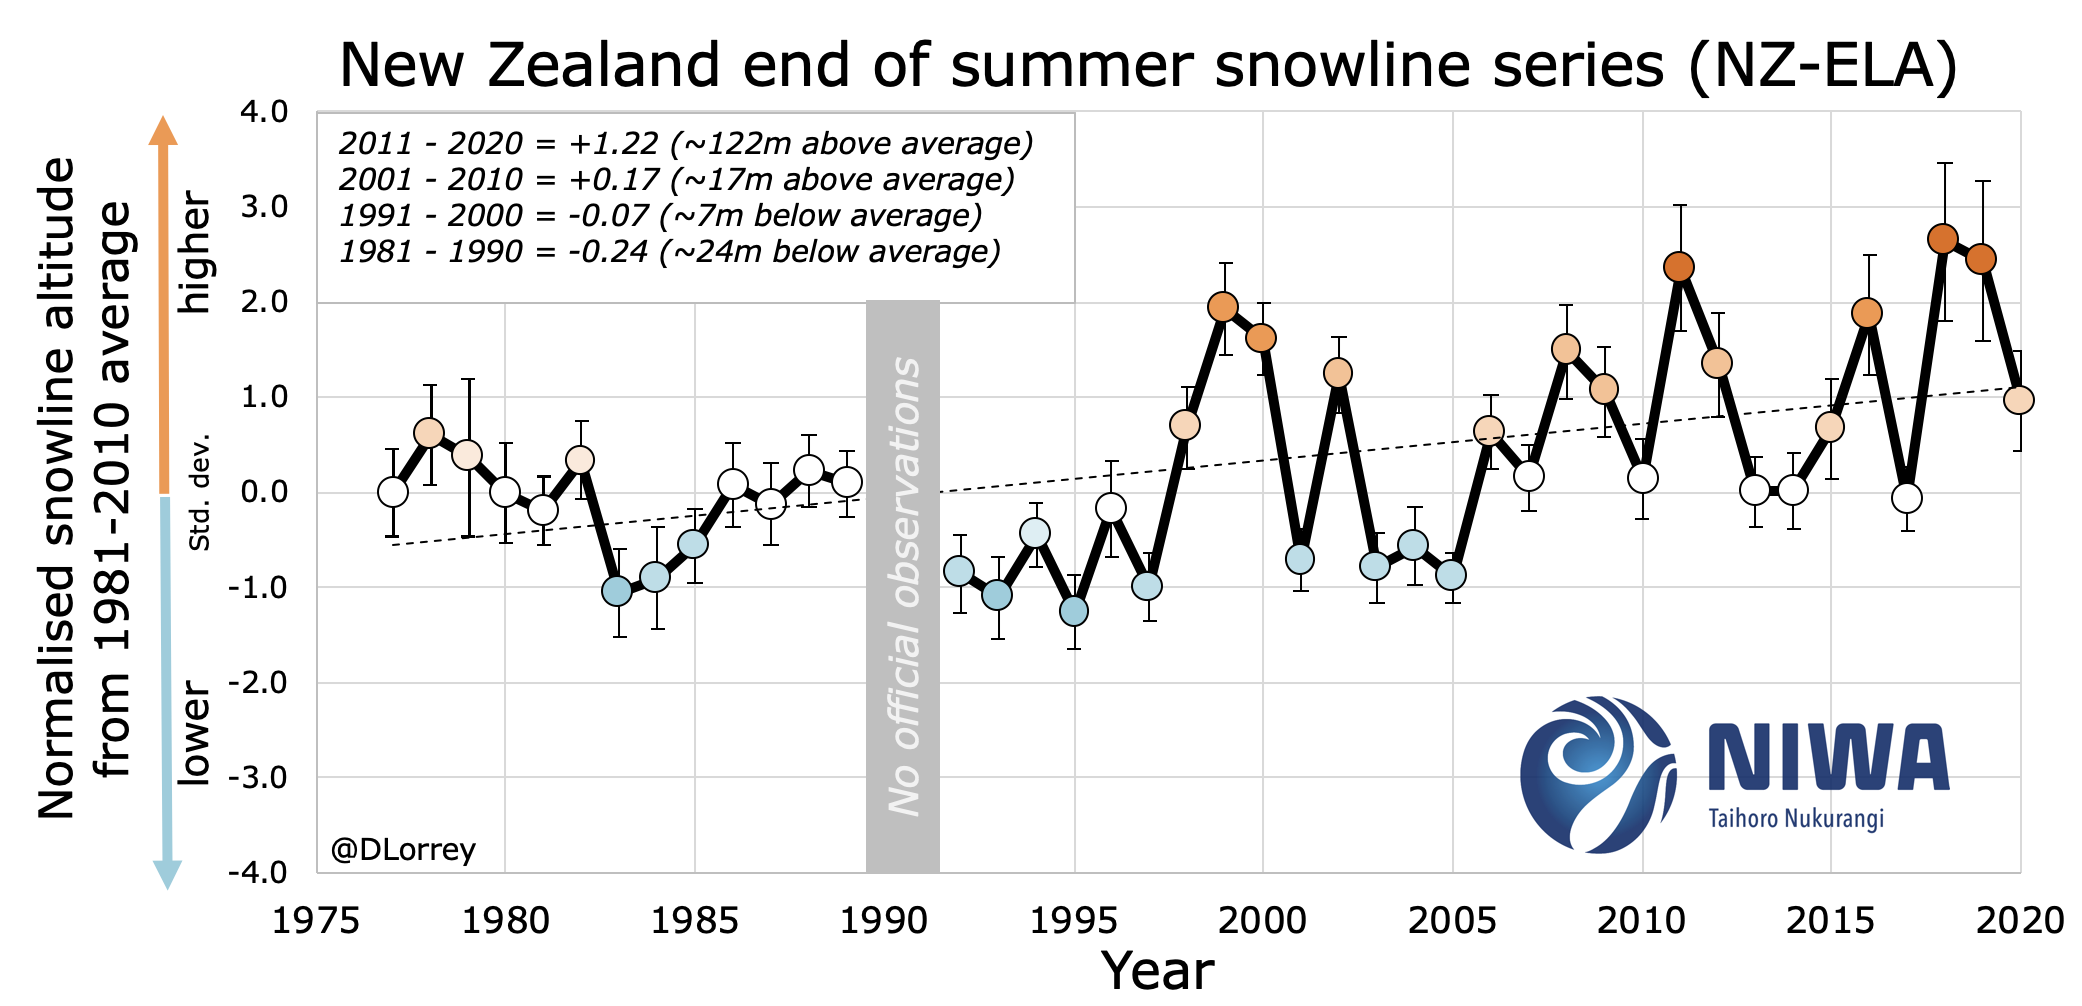 New Zealand end of summer snowline series (NZ-ELA)
2011 - 2020 = +1.22 (~122m above average)
2001 - 2010 = +0.17 (~17m above average)
1991 - 2000 = -0.07 (~7m below average)
1981 - 1990 = -0.24 (~24m below average)
Normalised snowline altitude
from 1981-2010 average
higher
Std. dev.
lower
4.0
3.0
2.0
1.0
0.0
-1.0
-2.0
-3.0
-4.0
No official observations
NIWA
Taihoro Nukurangi
@DLorrey
1975 1980 1985 1990 1995 2000 2005 2010 2015 2020
Year